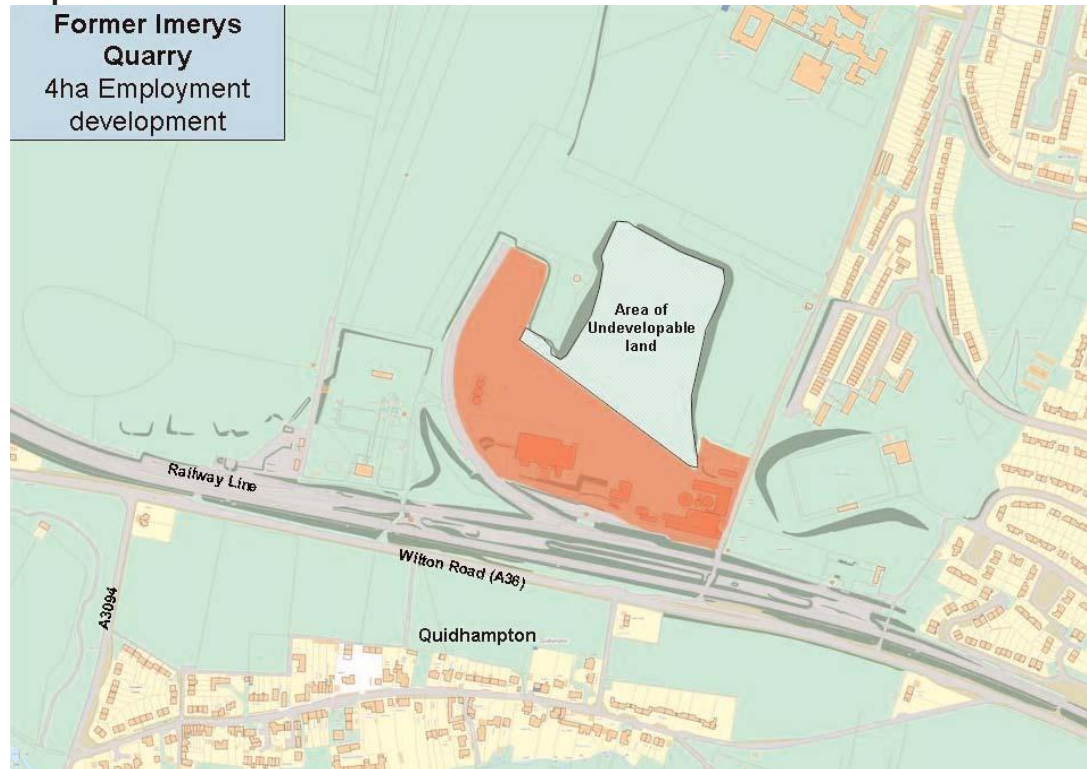 Former Imerys
Quarry
4ha Employment
development
Area of
Undevelopable
land
Railway Line
Wilton Road (A36)
A3094
Quidhampton